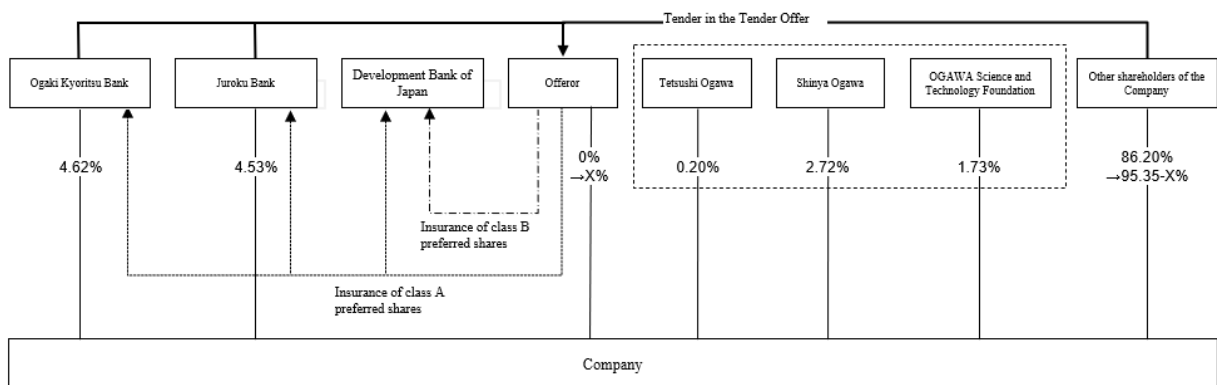 Tender in the Tender Offer
Ogaki Kyoritsu Bank
Juroku Bank
Development Bank of
Japan
Offeror
Tetsushi Ogawa
Shinya Ogawa
OGAWA Science and
Technology Foundation
Other shareholders of the
Company
4.62%
4.53%
0%
→X%
0.20%
2.72%
1.73%
86.20%
→95.35-X%
Insurance of class B
preferred shares
Insurance of class A
preferred shares
Company